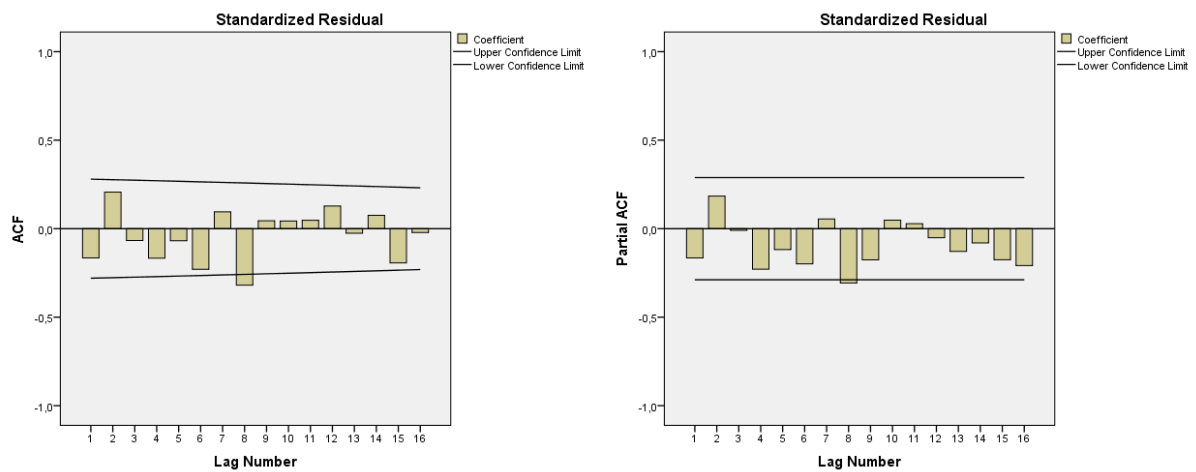 Standardized Residual
1,0
0,5
0,0
-0,5
-1,0
ACF
1 2 3 4 5 6 7 8 9 10 11 12 13 14 15 16
Lag Number
Coefficient
Upper Confidence Limit
Lower Confidence Limit
Standardized Residual
1,0
0,5
0,0
-0,5
-1,0
Partial ACF
1 2 3 4 5 6 7 8 9 10 11 12 13 14 15 16
Lag Number
Coefficient
Upper Confidence Limit
Lower Confidence Limit